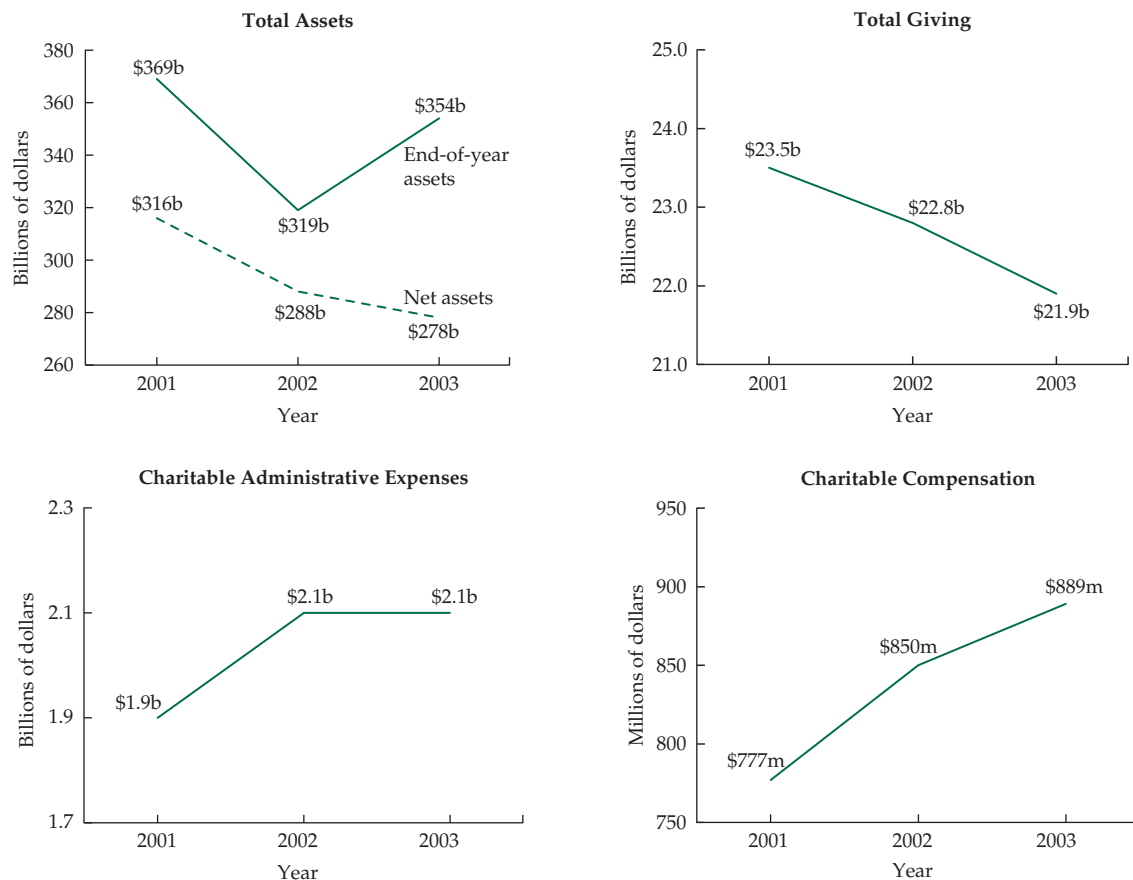 Total Assets
Billions of dollars
380
360
340
320
300
280
260
$369b
$354b
End-of-year
assets
$316b
$319b
Net assets
$288b
$278b
2001 2002 2003
Year
Total Giving
Billions of dollars
25.0
24.0
23.0
22.0
21.0
$23.5b
$22.8b
$21.9b
2001 2002 2003
Year
Charitable Administrative Expenses
Billions of dollars
2.3
2.1
1.9
1.7
$1.9b
$2.1b
$2.1b
2001 2002 2003
Year
Charitable Compensation
Millions of dollars
950
900
850
800
750
$777m
$850m
$889m
2001 2002 2003
Year